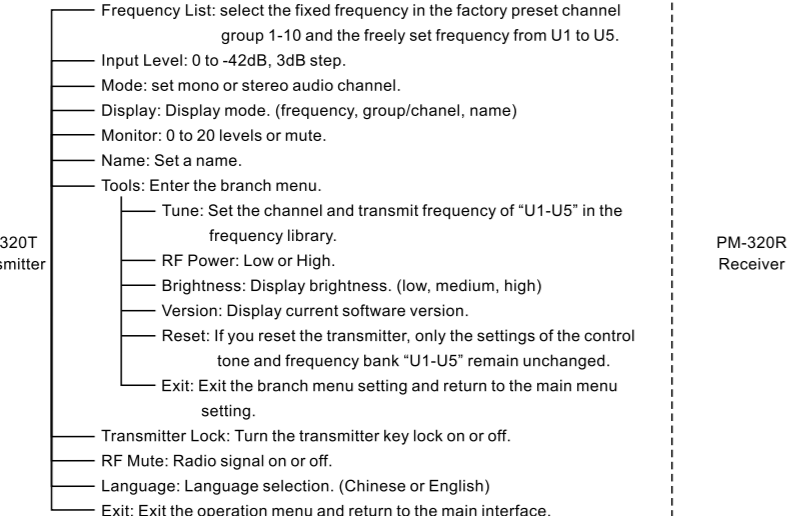 Frequency List: select the fixed frequency in the factory preset channel
group 1-10 and the freely set frequency from U1 to U5.
Input Level: 0 to -42dB, 3dB step.
Mode: set mono or stereo audio channel.
Display: Display mode. (frequency, group/chanel, name)
Monitor: 0 to 20 levels or mute.
Name: Set a name.
Tools: Enter the branch menu.
Tune: Set the channel and transmit frequency of “U1-U5” in the
frequency library.
RF Power: Low or High.
Brightness: Display brightness. (low, medium, high)
Version: Display current software version.
Reset: If you reset the transmitter, only the settings of the control
tone and frequency bank “U1-U5” remain unchanged.
Exit: Exit the branch menu setting and return to the main menu
setting.
Transmitter Lock: Turn the transmitter key lock on or off.
RF Mute: Radio signal on or off.
Language: Language selection. (Chinese or English)
Exit: Exit the operation menu and return to the main interface.
320T
smitter
PM-320R
Receiver